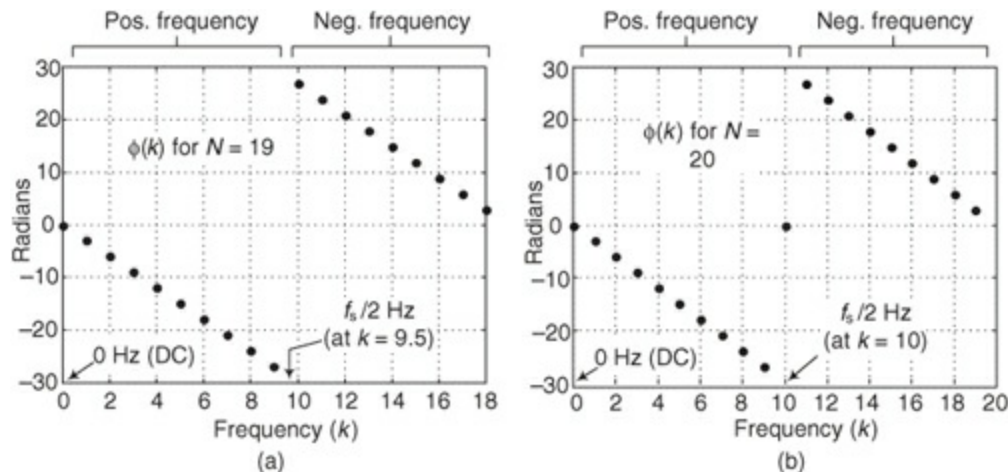 Pos. frequency
Neg. frequency
30
20
10
0
−10
−20
−30
Radians
ϕ(k) for N = 19
0 Hz (DC)
fs/2 Hz
(at k = 9.5)
0 2 4 6 8 10 12 14 16 18
Frequency (k)
(a)
Pos. frequency
Neg. frequency
30
20
10
0
−10
−20
−30
Radians
ϕ(k) for N =
20
0 Hz (DC)
fs/2 Hz
(at k = 10)
0 2 4 6 8 10 12 14 16 18 20
Frequency (k)
(b)